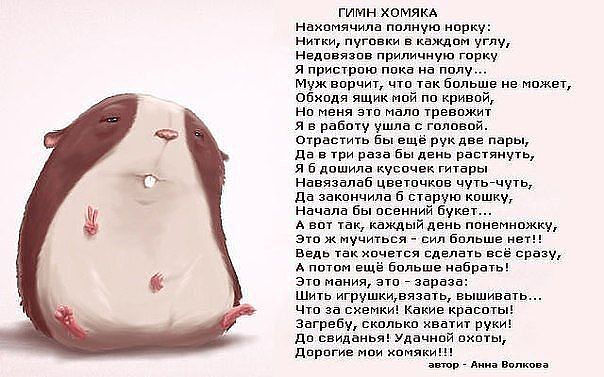 ГИМН ХОМЯКА
Нахомячила полную норку:
Нитки, пуговки в каждом углу,
Недовязов приличную горку
Я пристрою пока на полу...
Муж ворчит, что так больше не может,
Обходя ящик мой по кривой,
Но меня это мало тревожит
Я в работу ушла с головой.
Отрастить бы ещё рук две пары,
Да в три раза бы день растянуть,
Я б дошила кусочек гитары
Навязалаб цветочков чуть-чуть,
Да закончила б старую кошку,
Начала бы осенний букет...
А вот так, каждый день понемножку,
Это ж мучиться - сил больше нет!!
Ведь так хочется сделать всё сразу,
А потом ещё больше набрать!
Это мания, это - зараза:
Шить игрушки,вязать, вышивать...
Что за схемки! Какие красоты!
Загребу, сколько хватит руки!
До свиданья! Удачной охоты,
Дорогие мои хомяки!!!
автор - Анна Волкова